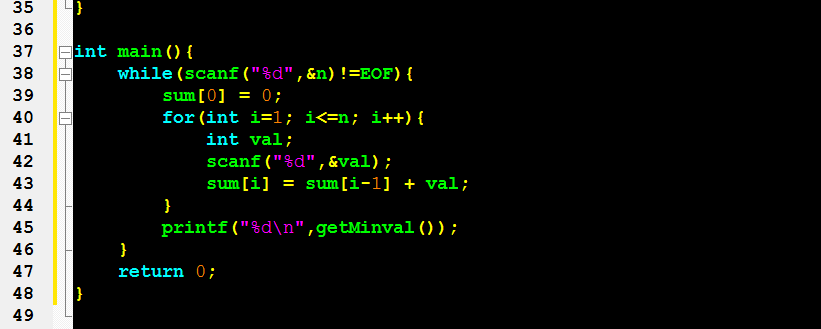 35 }
36
37 int main(){
38     while(scanf("%d",&n)!=EOF){
39         sum[0] = 0;
40         for(int i=1; i<=n; i++){
41             int val;
42             scanf("%d",&val);
43             sum[i] = sum[i-1] + val;
44         }
45         printf("%d\n",getMinval());
46     }
47     return 0;
48 }
49